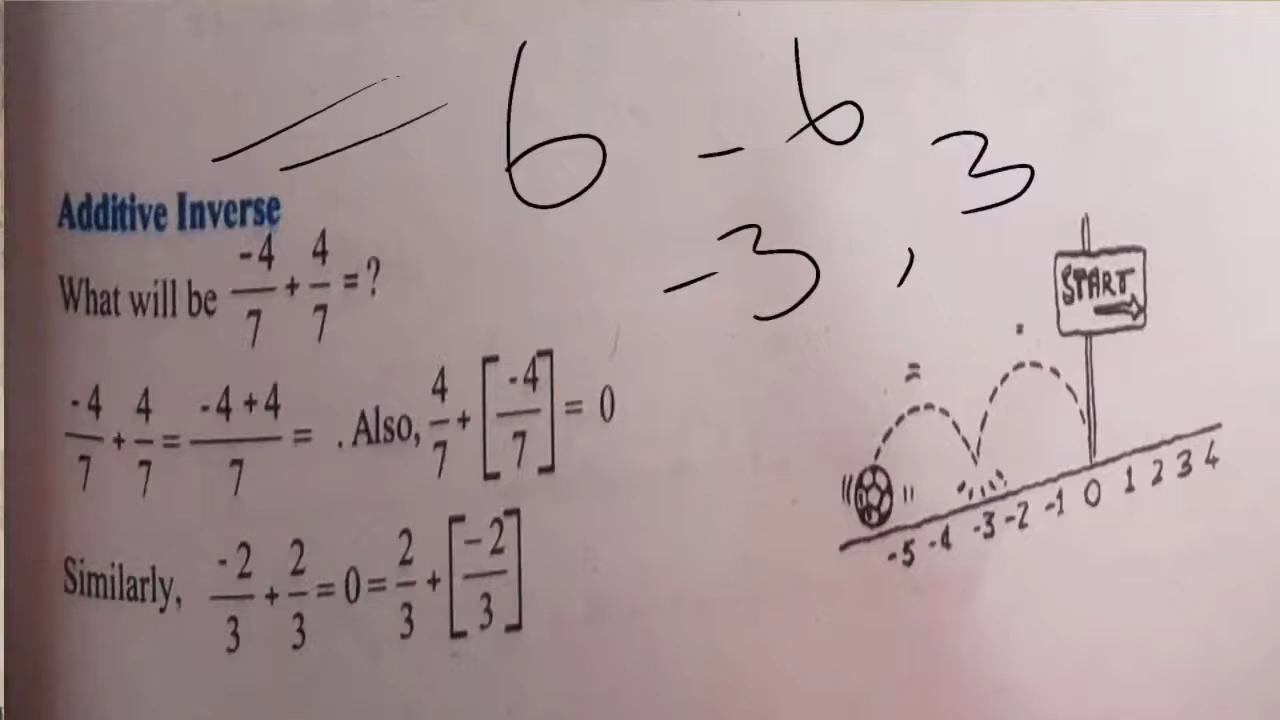 = 6 - 6 3
-3 ,
Additive Inverse
What will be -4/7 + 4/7 = ?
-4/7 + 4/7 = -4 +4/7 = . Also, 4/7 + [-4/7] = 0
Similarly, -2/3 + 2/3 = 0 = 2/3 + [-2/3]
START
=
-5 -4 -3 -2 -1 0 1 2 3 4